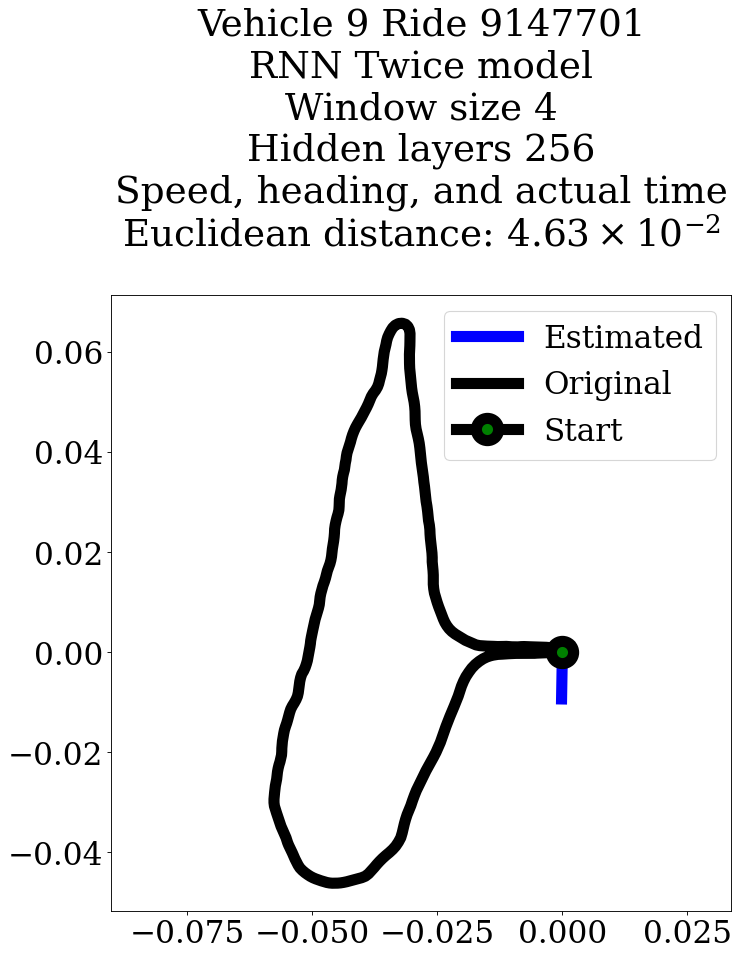 Vehicle 9 Ride 9147701
RNN Twice model
Window size 4
Hidden layers 256
Speed, heading, and actual time
Euclidean distance: 4.63 × 10⁻²
Estimated
Original
Start
0.06
0.04
0.02
0.00
−0.02
−0.04
−0.075 −0.050 −0.025 0.000 0.025